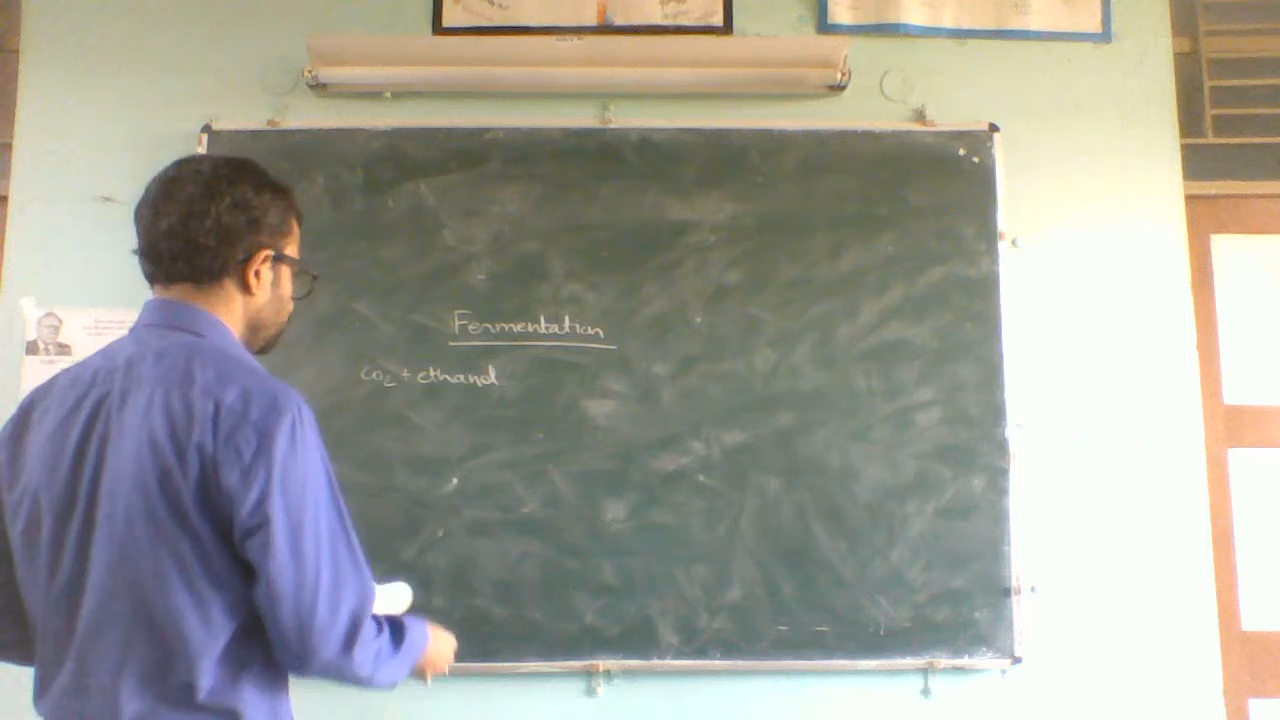 Fermentation
CO₂ + ethanol